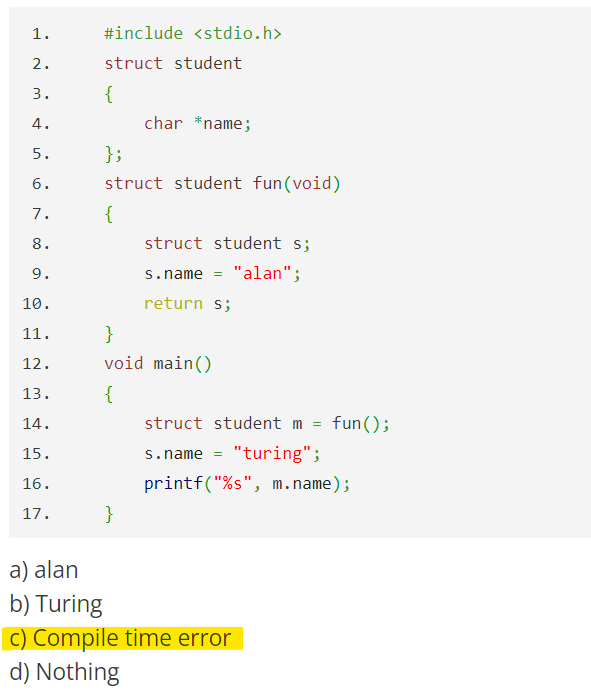 1. #include <stdio.h>
2. struct student
3. {
4. char *name;
5. };
6. struct student fun(void)
7. {
8. struct student s;
9. s.name = "alan";
10. return s;
11. }
12. void main()
13. {
14. struct student m = fun();
15. s.name = "turing";
16. printf("%s", m.name);
17. }
a) alan
b) Turing
c) Compile time error
d) Nothing